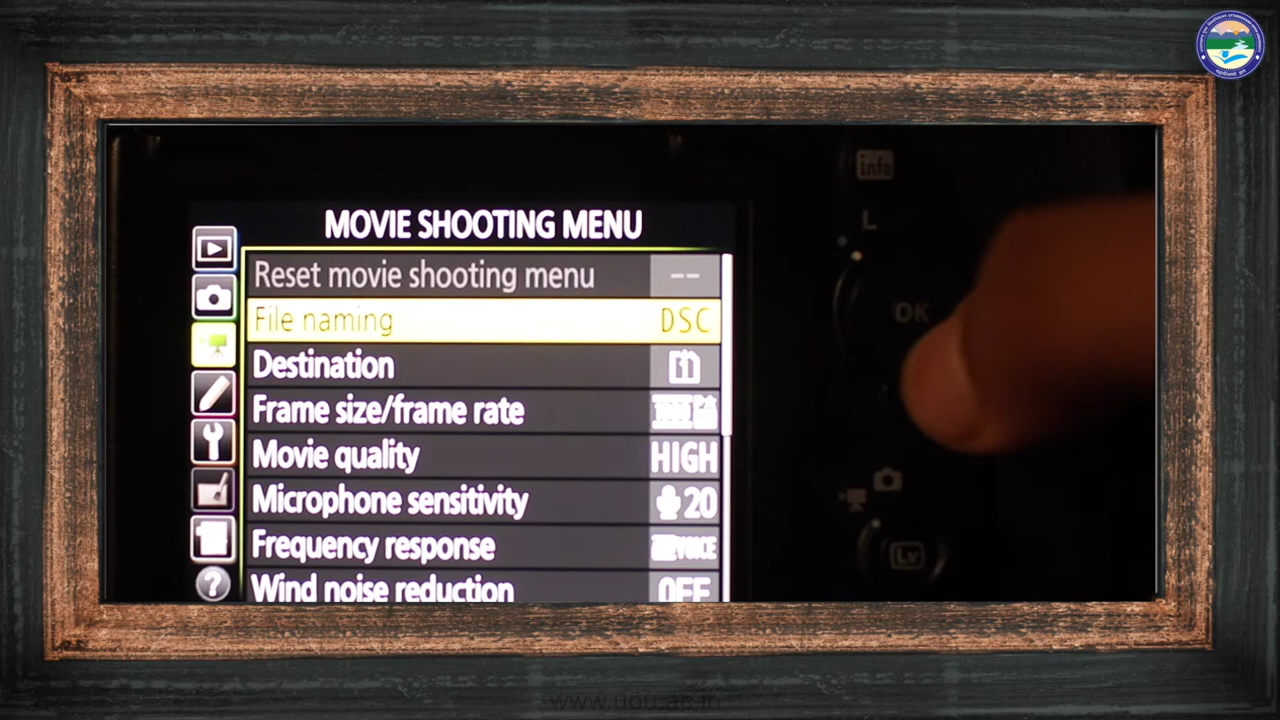 info
L
MOVIE SHOOTING MENU
Reset movie shooting menu --
File naming DSC
OK
Destination 1
Frame size/frame rate
Movie quality HIGH
Microphone sensitivity 20
Frequency response
Wind noise reduction OFF
Lv
?
www.uou.ac.in